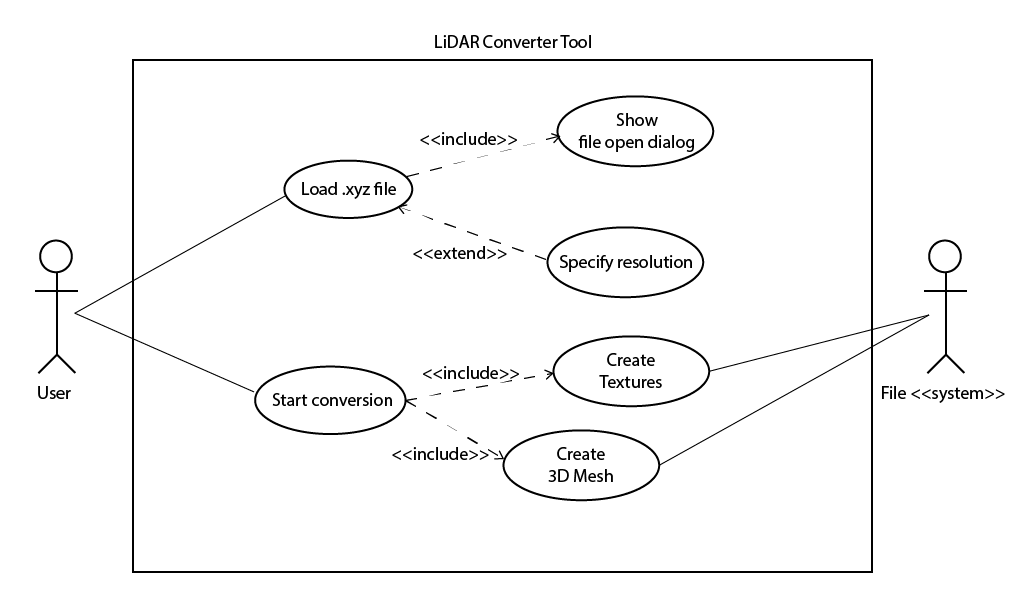 LiDAR Converter Tool
Show
file open dialog
<<include>>
Load .xyz file
<<extend>>
Specify resolution
Create
Textures
<<include>>
Start conversion
User
File <<system>>
<<include>>
Create
3D Mesh